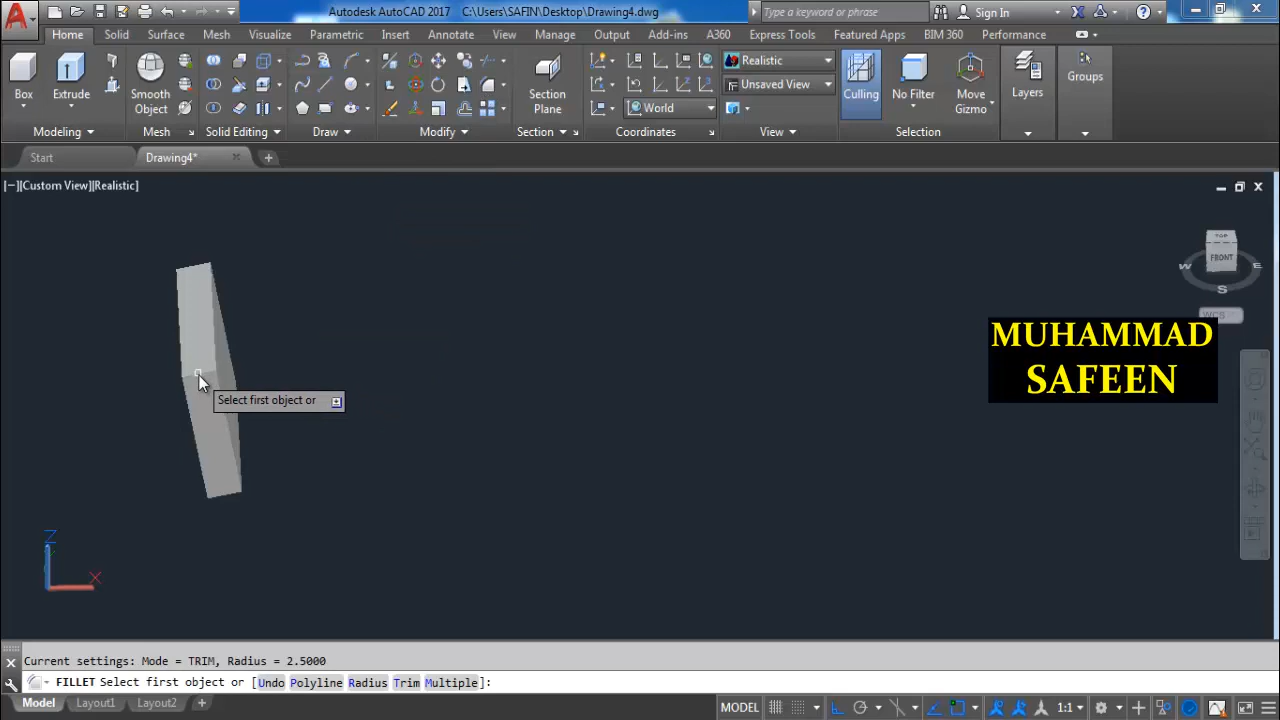 Autodesk AutoCAD 2017 C:\Users\SAFIN\Desktop\Drawing4.dwg
Type a keyword or phrase
Sign In
Home Solid Surface Mesh Visualize Parametric Insert Annotate View Manage Output Add-ins A360 Express Tools Featured Apps BIM 360 Performance
Realistic
Unsaved View
World
Box Extrude Smooth Object Section Plane Culling No Filter Move Gizmo Layers Groups
Modeling Mesh Solid Editing Draw Modify Section Coordinates View Selection
Start Drawing4*
[−][Custom View][Realistic]
TOP
FRONT
W E
S
WCS
MUHAMMAD
SAFEEN
Select first object or
Z
X
Current settings: Mode = TRIM, Radius = 2.5000
FILLET Select first object or [Undo Polyline Radius Trim Multiple]:
Model Layout1 Layout2
MODEL 1:1